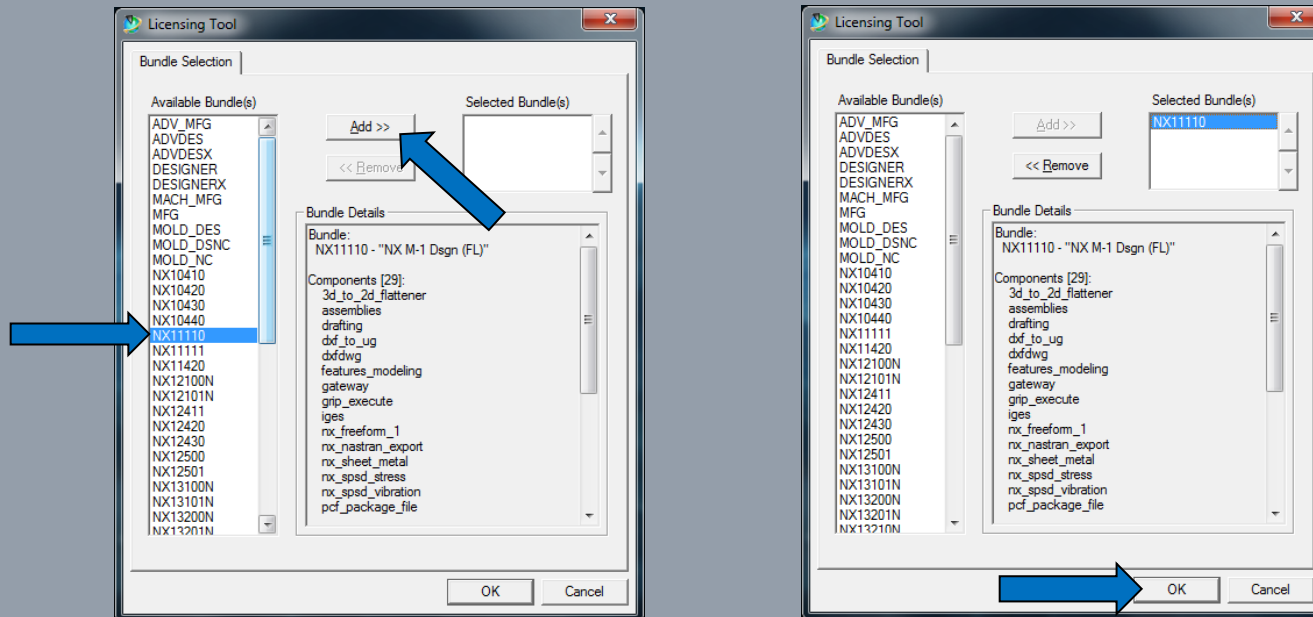 Licensing Tool
Bundle Selection
Available Bundle(s)
ADV_MFG
ADVDES
ADVDESX
DESIGNER
DESIGNERX
MACH_MFG
MFG
MOLD_DES
MOLD_DSNC
MOLD_NC
NX10410
NX10420
NX10430
NX10440
NX11110
NX11111
NX11420
NX12100N
NX12101N
NX12411
NX12420
NX12430
NX12500
NX12501
NX13100N
NX13101N
NX13200N
NX13201N
Add >>
<< Remove
Selected Bundle(s)
Bundle Details
Bundle:
NX11110 - "NX M-1 Dsgn (FL)"
Components [29]:
3d_to_2d_flattener
assemblies
drafting
dxf_to_ug
dxfdwg
features_modeling
gateway
grip_execute
iges
nx_freeform_1
nx_nastran_export
nx_sheet_metal
nx_spsd_stress
nx_spsd_vibration
pcf_package_file
OK
Cancel
Licensing Tool
Bundle Selection
Available Bundle(s)
ADV_MFG
ADVDES
ADVDESX
DESIGNER
DESIGNERX
MACH_MFG
MFG
MOLD_DES
MOLD_DSNC
MOLD_NC
NX10410
NX10420
NX10430
NX10440
NX11111
NX11420
NX12100N
NX12101N
NX12411
NX12420
NX12430
NX12500
NX12501
NX13100N
NX13101N
NX13200N
NX13201N
NX13210N
Add >>
<< Remove
Selected Bundle(s)
NX11110
Bundle Details
Bundle:
NX11110 - "NX M-1 Dsgn (FL)"
Components [29]:
3d_to_2d_flattener
assemblies
drafting
dxf_to_ug
dxfdwg
features_modeling
gateway
grip_execute
iges
nx_freeform_1
nx_nastran_export
nx_sheet_metal
nx_spsd_stress
nx_spsd_vibration
pcf_package_file
OK
Cancel